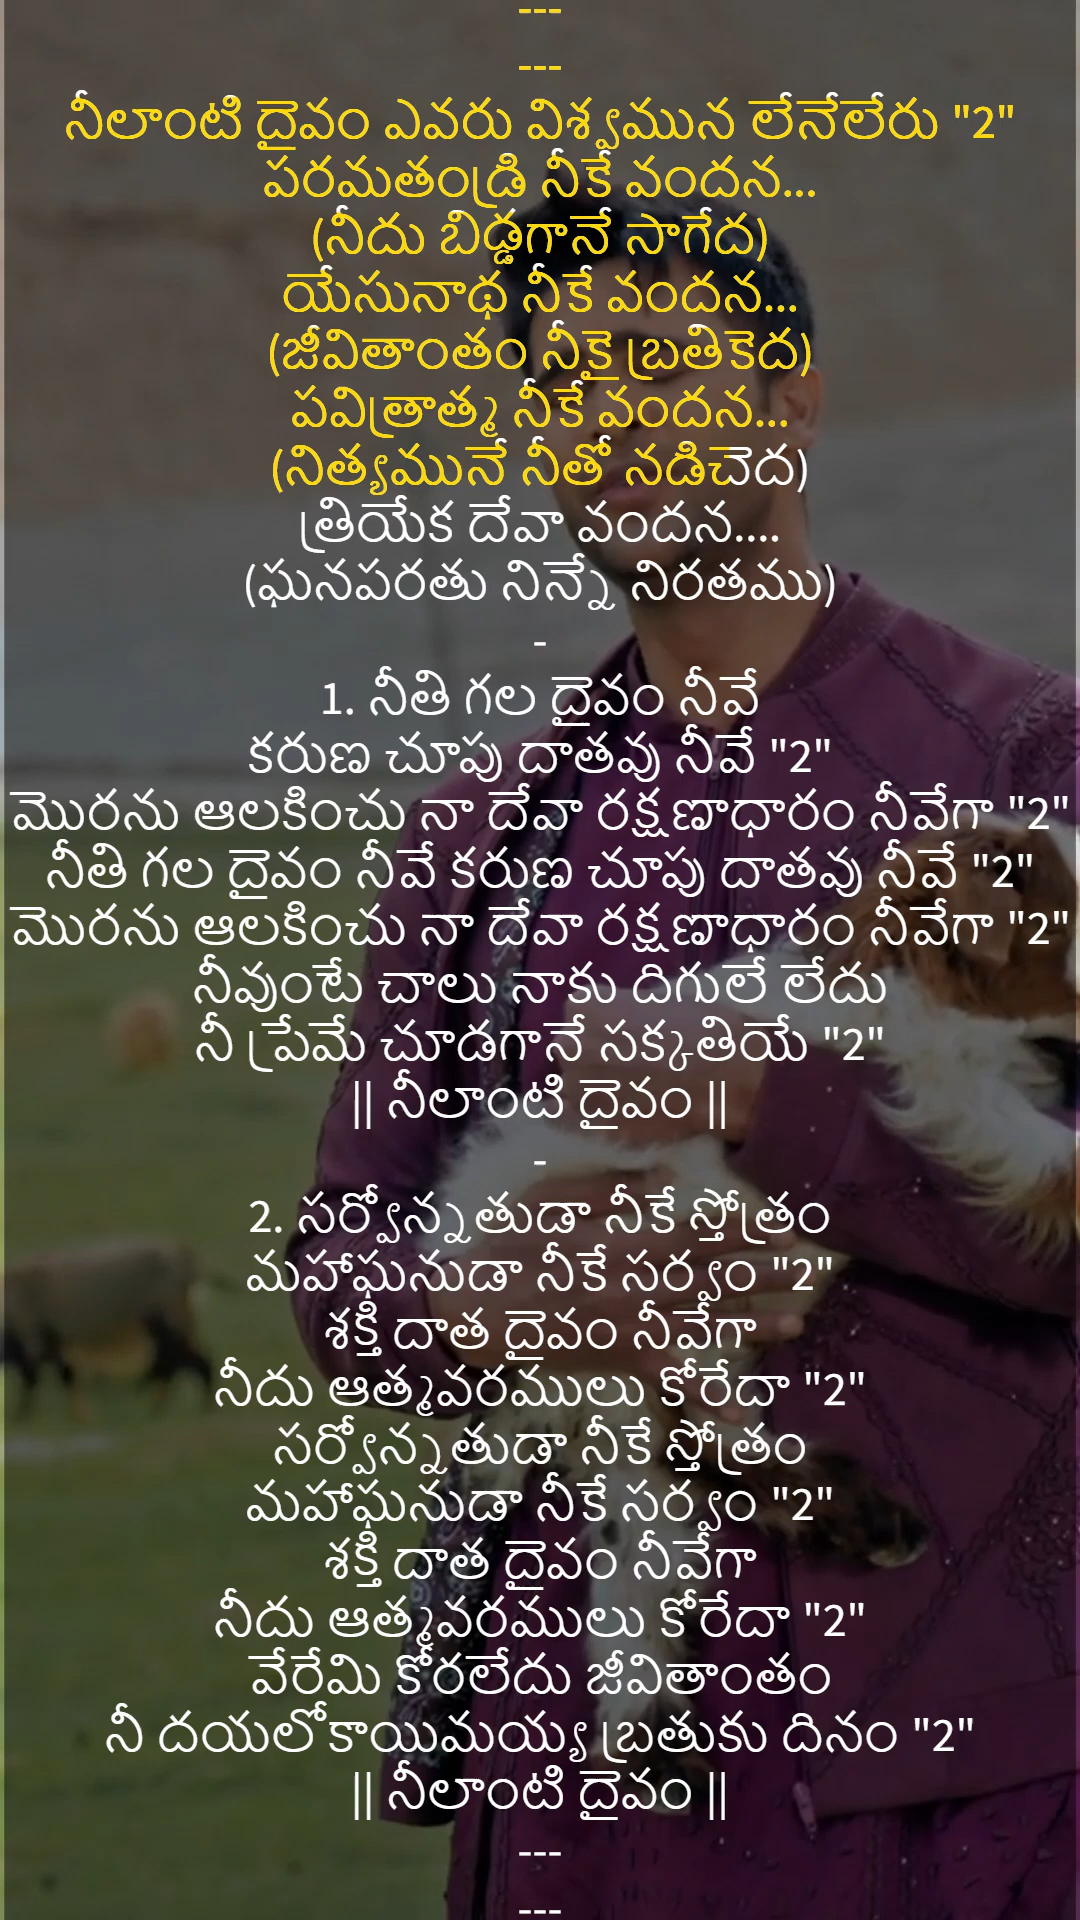 ---
---
నీలాంటి దైవం ఎవరు విశ్వమున లేనేలేరు "2"
పరమతండ్రి నీకే వందన...
(నీదు బిడ్డగానే సాగేద)
యేసునాథ నీకే వందన...
(జీవితాంతం నీకై బ్రతికెద)
పవిత్రాత్మ నీకే వందన...
(నిత్యమునే నీతో నడిచెద)
త్రియేక దేవా వందన....
(ఘనపరతు నిన్నే నిరతము)
-
1. నీతి గల దైవం నీవే
కరుణ చూపు దాతవు నీవే "2"
మొరను ఆలకించు నా దేవా రక్షణాధారం నీవేగా "2"
నీతి గల దైవం నీవే కరుణ చూపు దాతవు నీవే "2"
మొరను ఆలకించు నా దేవా రక్షణాధారం నీవేగా "2"
నీవుంటే చాలు నాకు దిగులే లేదు
నీ ప్రేమే చూడగానే సక్కతియే "2"
|| నీలాంటి దైవం ||
-
2. సర్వోన్నతుడా నీకే స్తోత్రం
మహాఘనుడా నీకే సర్వం "2"
శక్తి దాత దైవం నీవేగా
నీదు ఆత్మవరములు కోరేదా "2"
సర్వోన్నతుడా నీకే స్తోత్రం
మహాఘనుడా నీకే సర్వం "2"
శక్తి దాత దైవం నీవేగా
నీదు ఆత్మవరములు కోరేదా "2"
వేరేమి కోరలేదు జీవితాంతం
నీ దయలోకాయిమయ్య బ్రతుకు దినం "2"
|| నీలాంటి దైవం ||
---
---